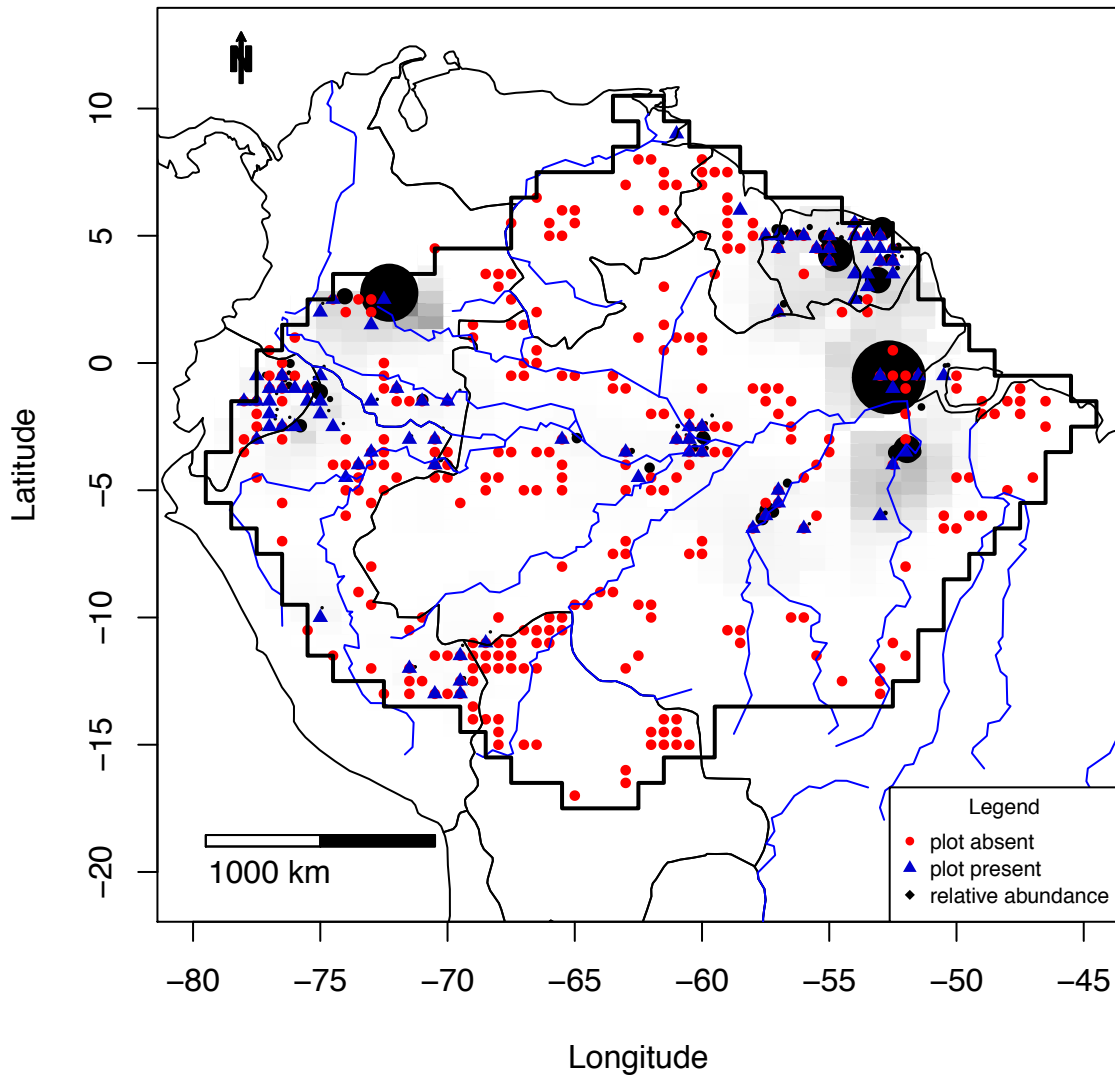 N
10
5
0
−5
−10
−15
−20
Latitude
1000 km
Legend
plot absent
plot present
relative abundance
−80
−75
−70
−65
−60
−55
−50
−45
Longitude